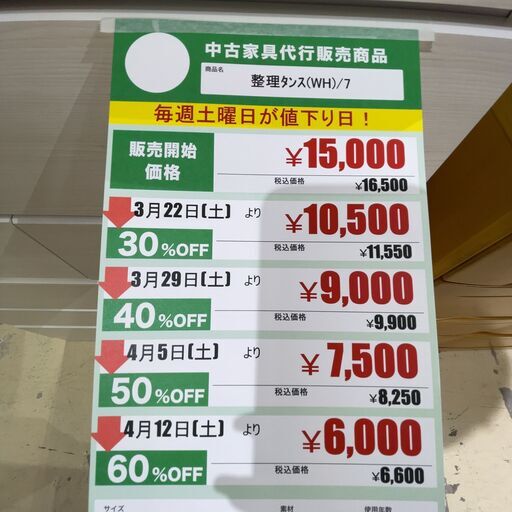 中古家具代行販売商品
商品名
整理タンス(WH)/7
毎週土曜日が値下り日！
販売開始
価格
¥15,000
税込価格 ¥16,500
3月22日(土) より
¥10,500
30%OFF
税込価格 ¥11,550
3月29日(土) より
¥9,000
40%OFF
税込価格 ¥9,900
4月5日(土) より
¥7,500
50%OFF
税込価格 ¥8,250
4月12日(土) より
¥6,000
60%OFF
税込価格 ¥6,600
サイズ 素材 使用年数